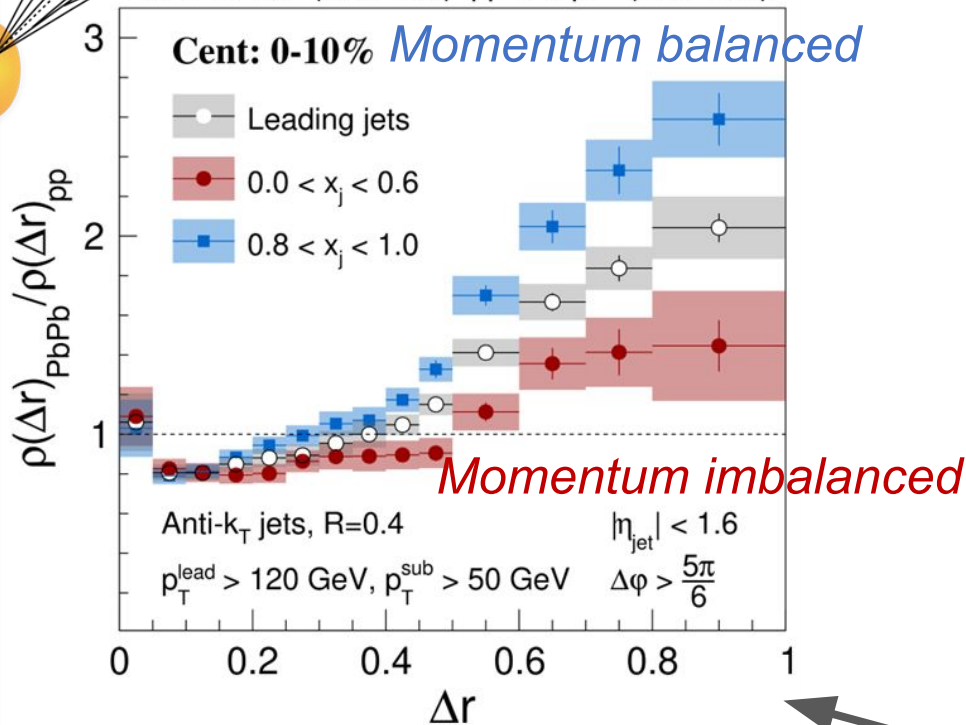 Cent: 0-10% Momentum balanced
Leading jets
0.0 < x_j < 0.6
0.8 < x_j < 1.0
ρ(Δr)_PbPb/ρ(Δr)_pp
3
2
1
Momentum imbalanced
Anti-k_T jets, R=0.4 |η_jet| < 1.6
p_T^lead > 120 GeV, p_T^sub > 50 GeV Δφ > 5π/6
0 0.2 0.4 0.6 0.8 1
Δr